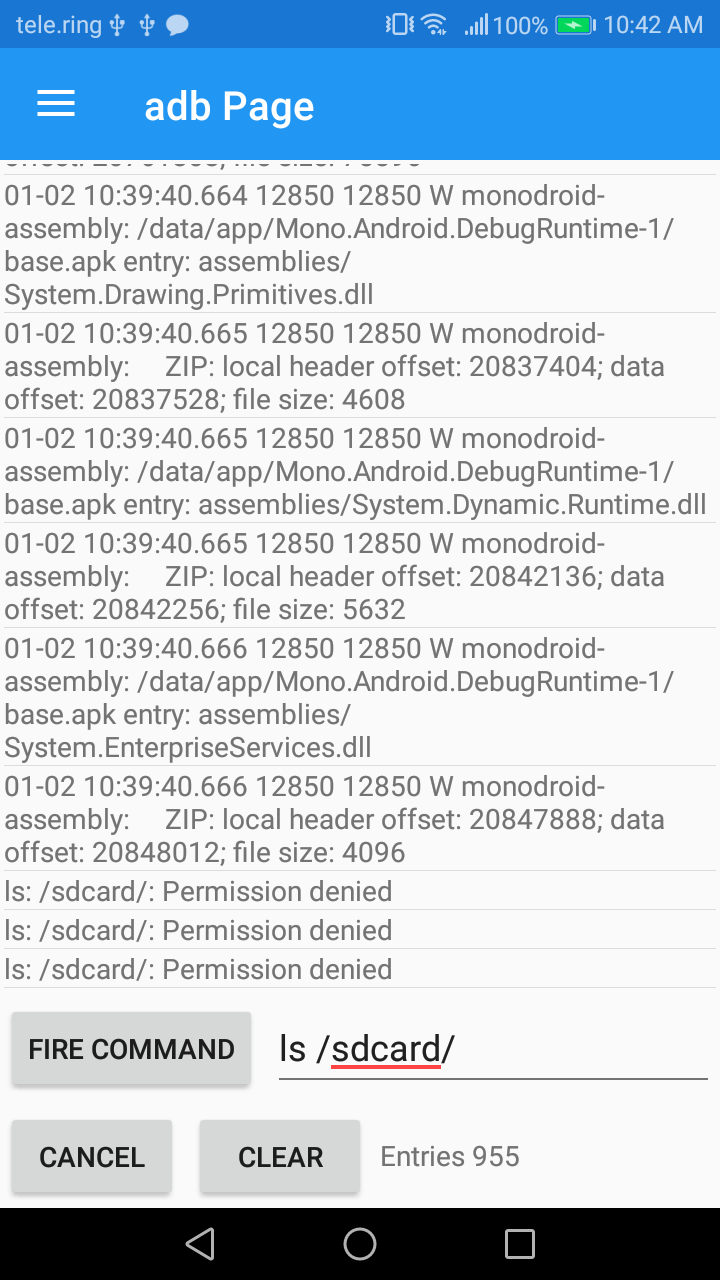 tele.ring 100% 10:42 AM
adb Page
01-02 10:39:40.664 12850 12850 W monodroid-
assembly: /data/app/Mono.Android.DebugRuntime-1/
base.apk entry: assemblies/
System.Drawing.Primitives.dll
01-02 10:39:40.665 12850 12850 W monodroid-
assembly:     ZIP: local header offset: 20837404; data
offset: 20837528; file size: 4608
01-02 10:39:40.665 12850 12850 W monodroid-
assembly: /data/app/Mono.Android.DebugRuntime-1/
base.apk entry: assemblies/System.Dynamic.Runtime.dll
01-02 10:39:40.665 12850 12850 W monodroid-
assembly:     ZIP: local header offset: 20842136; data
offset: 20842256; file size: 5632
01-02 10:39:40.666 12850 12850 W monodroid-
assembly: /data/app/Mono.Android.DebugRuntime-1/
base.apk entry: assemblies/
System.EnterpriseServices.dll
01-02 10:39:40.666 12850 12850 W monodroid-
assembly:     ZIP: local header offset: 20847888; data
offset: 20848012; file size: 4096
ls: /sdcard/: Permission denied
ls: /sdcard/: Permission denied
ls: /sdcard/: Permission denied
FIRE COMMAND ls /sdcard/
CANCEL CLEAR Entries 955